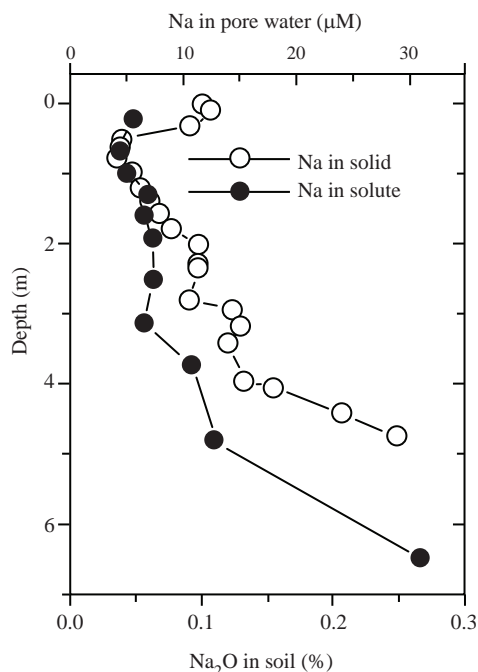 Na in pore water (μM)
0 10 20 30
0
Na in solid
Na in solute
2
Depth (m)
4
6
0.0 0.1 0.2 0.3
Na₂O in soil (%)